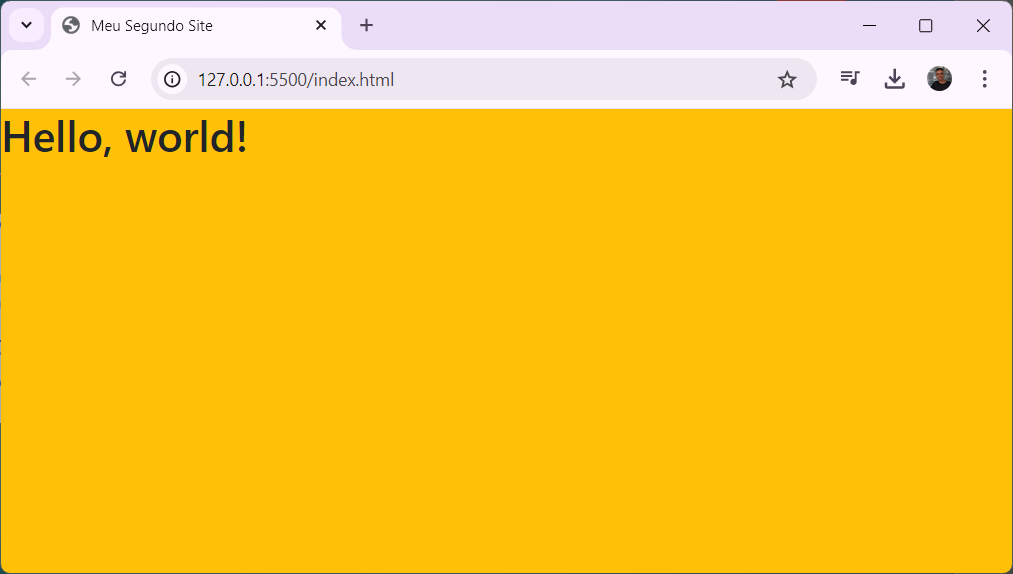 Meu Segundo Site
127.0.0.1:5500/index.html
Hello, world!